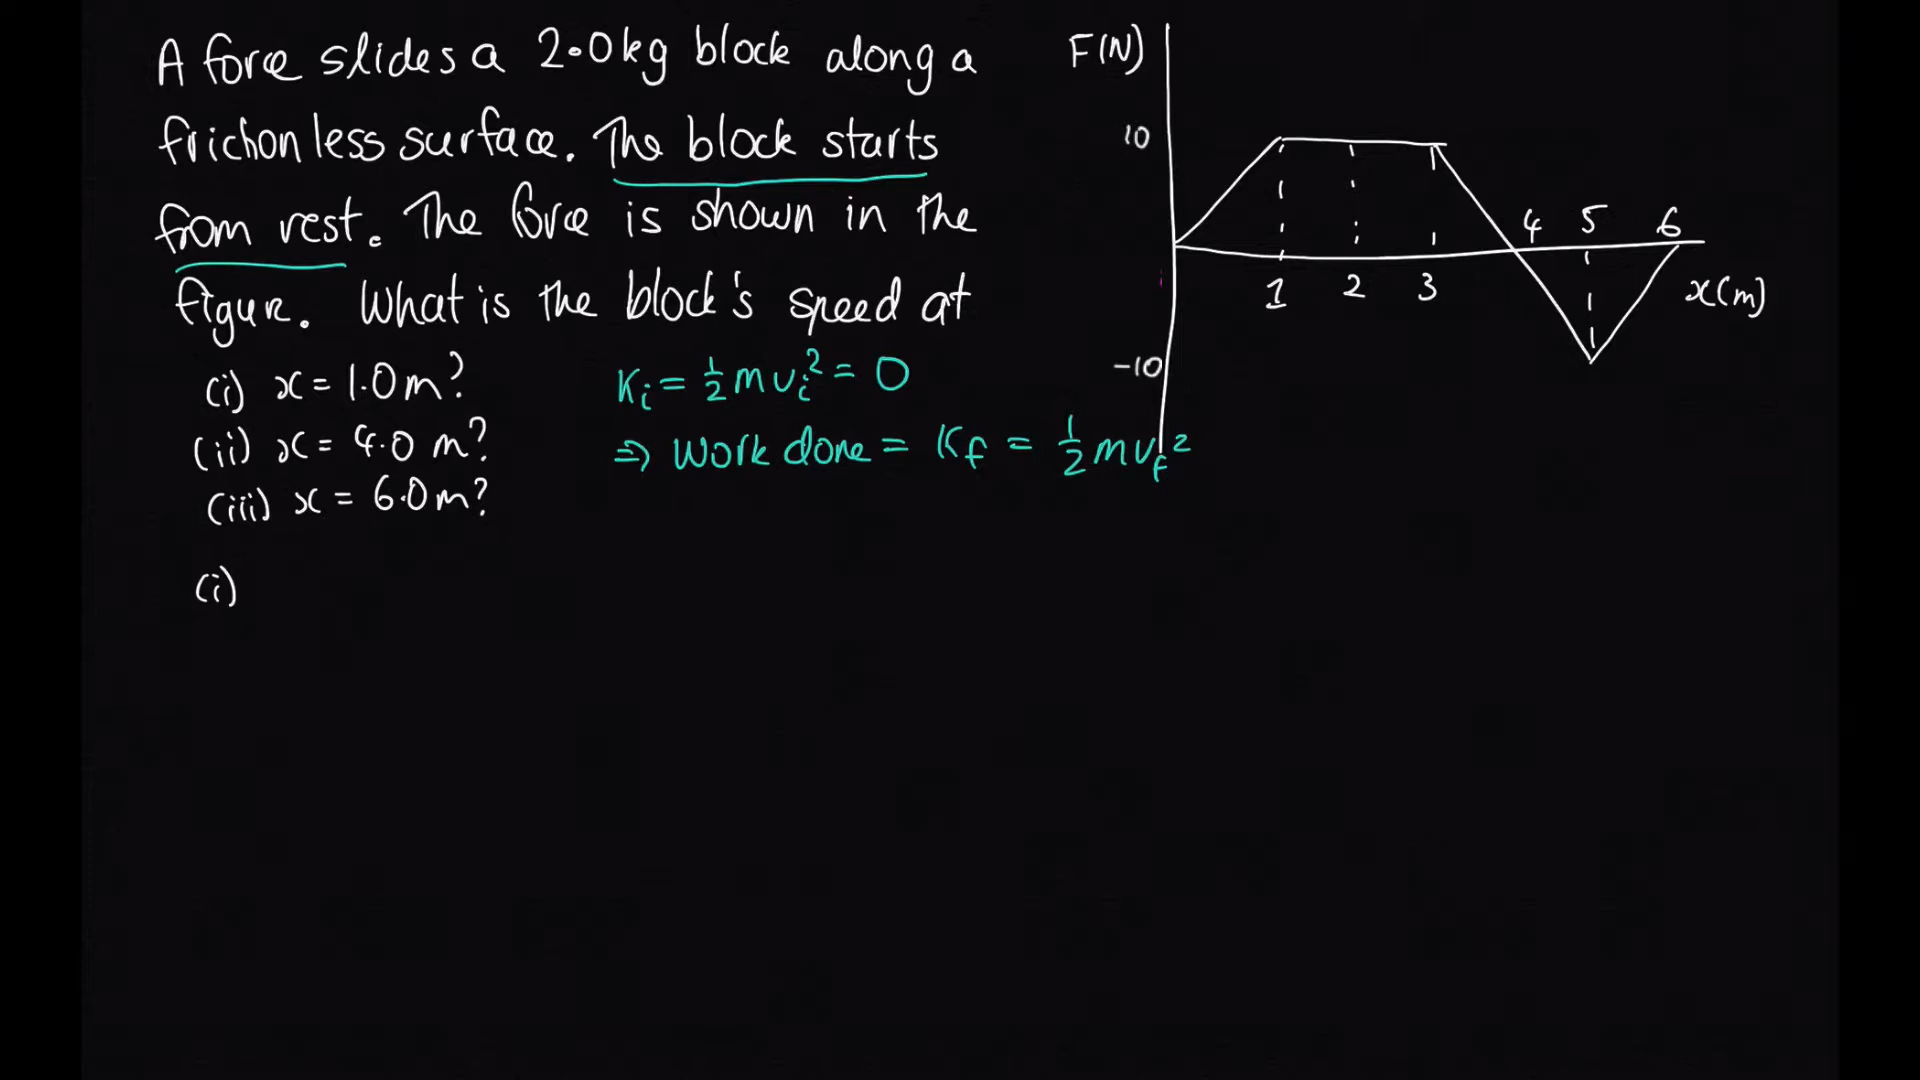 A force slides a 2.0kg block along a
frictionless surface. The block starts
from rest. The force is shown in the
figure. What is the block's speed at
(i) x = 1.0m?
(ii) x = 4.0 m?
(iii) x = 6.0m?
Ki = ½mvi² = 0
⇒ Work done = Kf = ½mvf²
(i)
F(N)
10
-10
1 2 3 4 5 6
x(m)